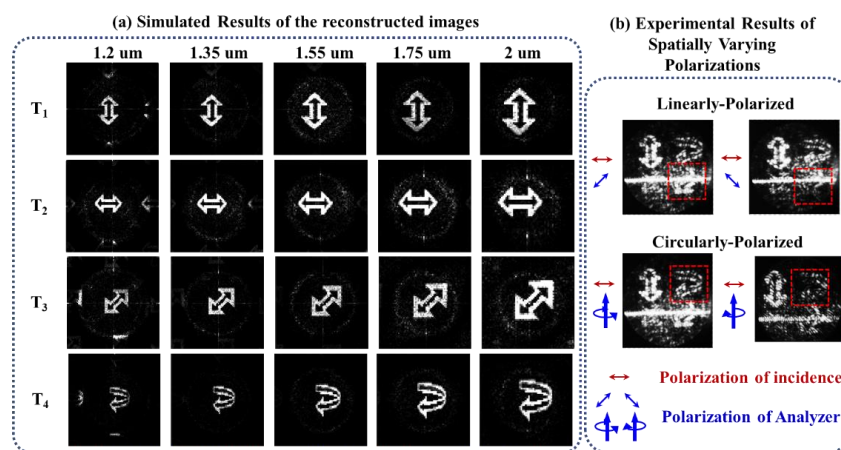 (a) Simulated Results of the reconstructed images
1.2 um 1.35 um 1.55 um 1.75 um 2 um
T1
T2
T3
T4
(b) Experimental Results of
Spatially Varying
Polarizations
Linearly-Polarized
Circularly-Polarized
Polarization of incidence
Polarization of Analyzer